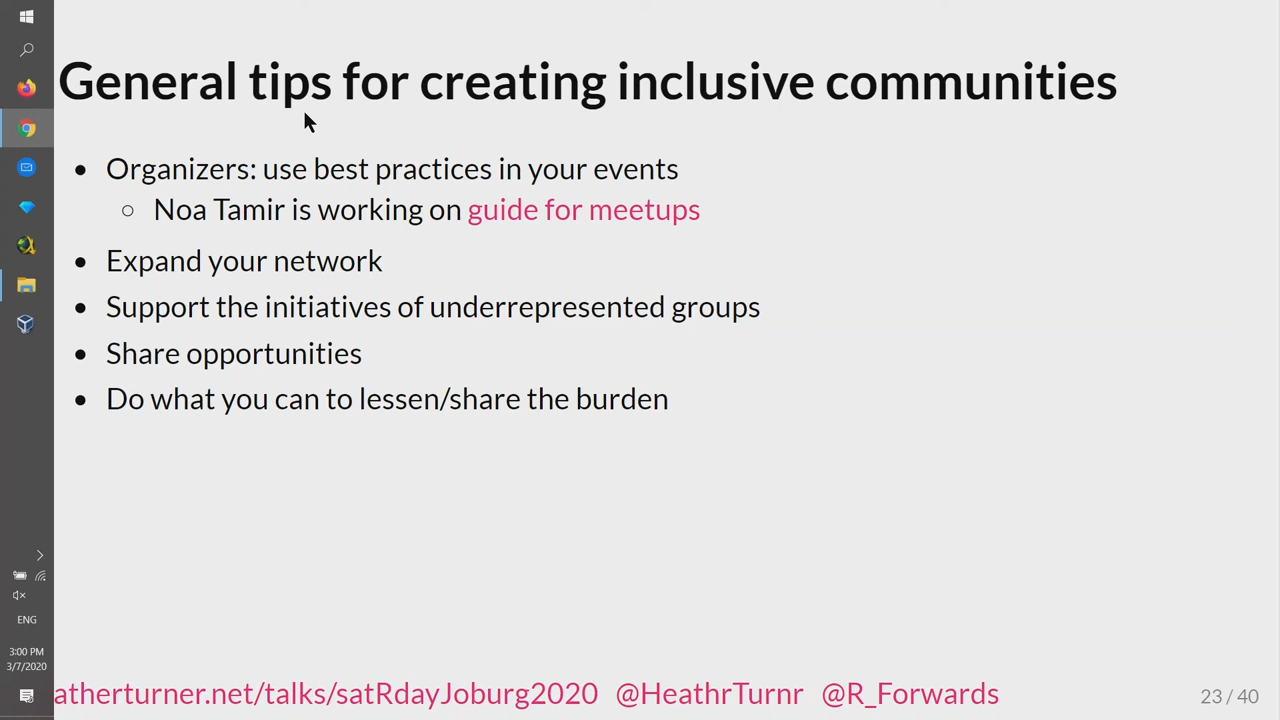 General tips for creating inclusive communities
Organizers: use best practices in your events
Noa Tamir is working on guide for meetups
Expand your network
Support the initiatives of underrepresented groups
Share opportunities
Do what you can to lessen/share the burden
ENG
3:00 PM
3/7/2020
atherturner.net/talks/satRdayJoburg2020 @HeathrTurnr @R_Forwards
23 / 40